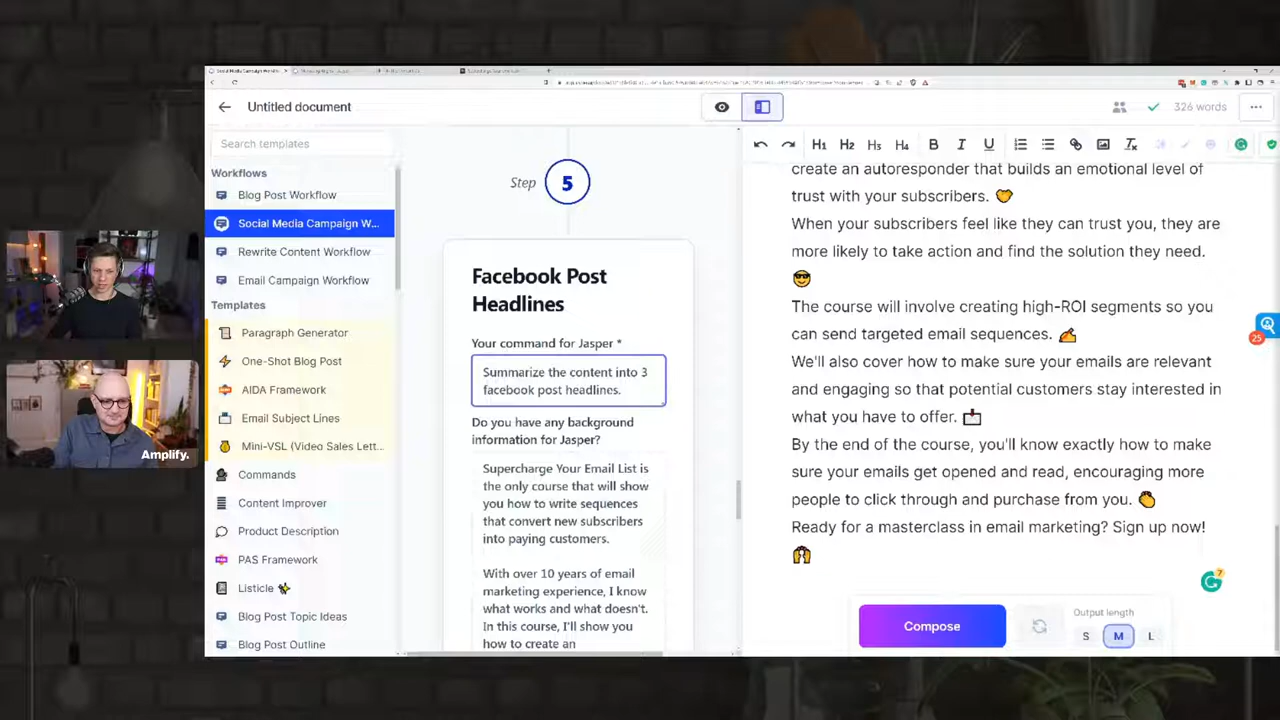 Untitled document
326 words
Search templates
Workflows
Blog Post Workflow
Social Media Campaign W...
Rewrite Content Workflow
Email Campaign Workflow
Templates
Paragraph Generator
One-Shot Blog Post
AIDA Framework
Email Subject Lines
Mini-VSL (Video Sales Lett...
Commands
Content Improver
Product Description
PAS Framework
Listicle ✨
Blog Post Topic Ideas
Blog Post Outline
Step 5
Facebook Post
Headlines
Your command for Jasper *
Summarize the content into 3
facebook post headlines.
Do you have any background
information for Jasper?
Supercharge Your Email List is
the only course that will show
you how to write sequences
that convert new subscribers
into paying customers.
With over 10 years of email
marketing experience, I know
what works and what doesn't.
In this course, I'll show you
how to create an
H1 H2 H3 H4 B I U
create an autoresponder that builds an emotional level of
trust with your subscribers. 🧡
When your subscribers feel like they can trust you, they are
more likely to take action and find the solution they need.
😎
The course will involve creating high-ROI segments so you
can send targeted email sequences. ✍️
We'll also cover how to make sure your emails are relevant
and engaging so that potential customers stay interested in
what you have to offer. 📩
By the end of the course, you'll know exactly how to make
sure your emails get opened and read, encouraging more
people to click through and purchase from you. 👏
Ready for a masterclass in email marketing? Sign up now!
🙌
25
7
Compose
Output length
S M L
Amplify.